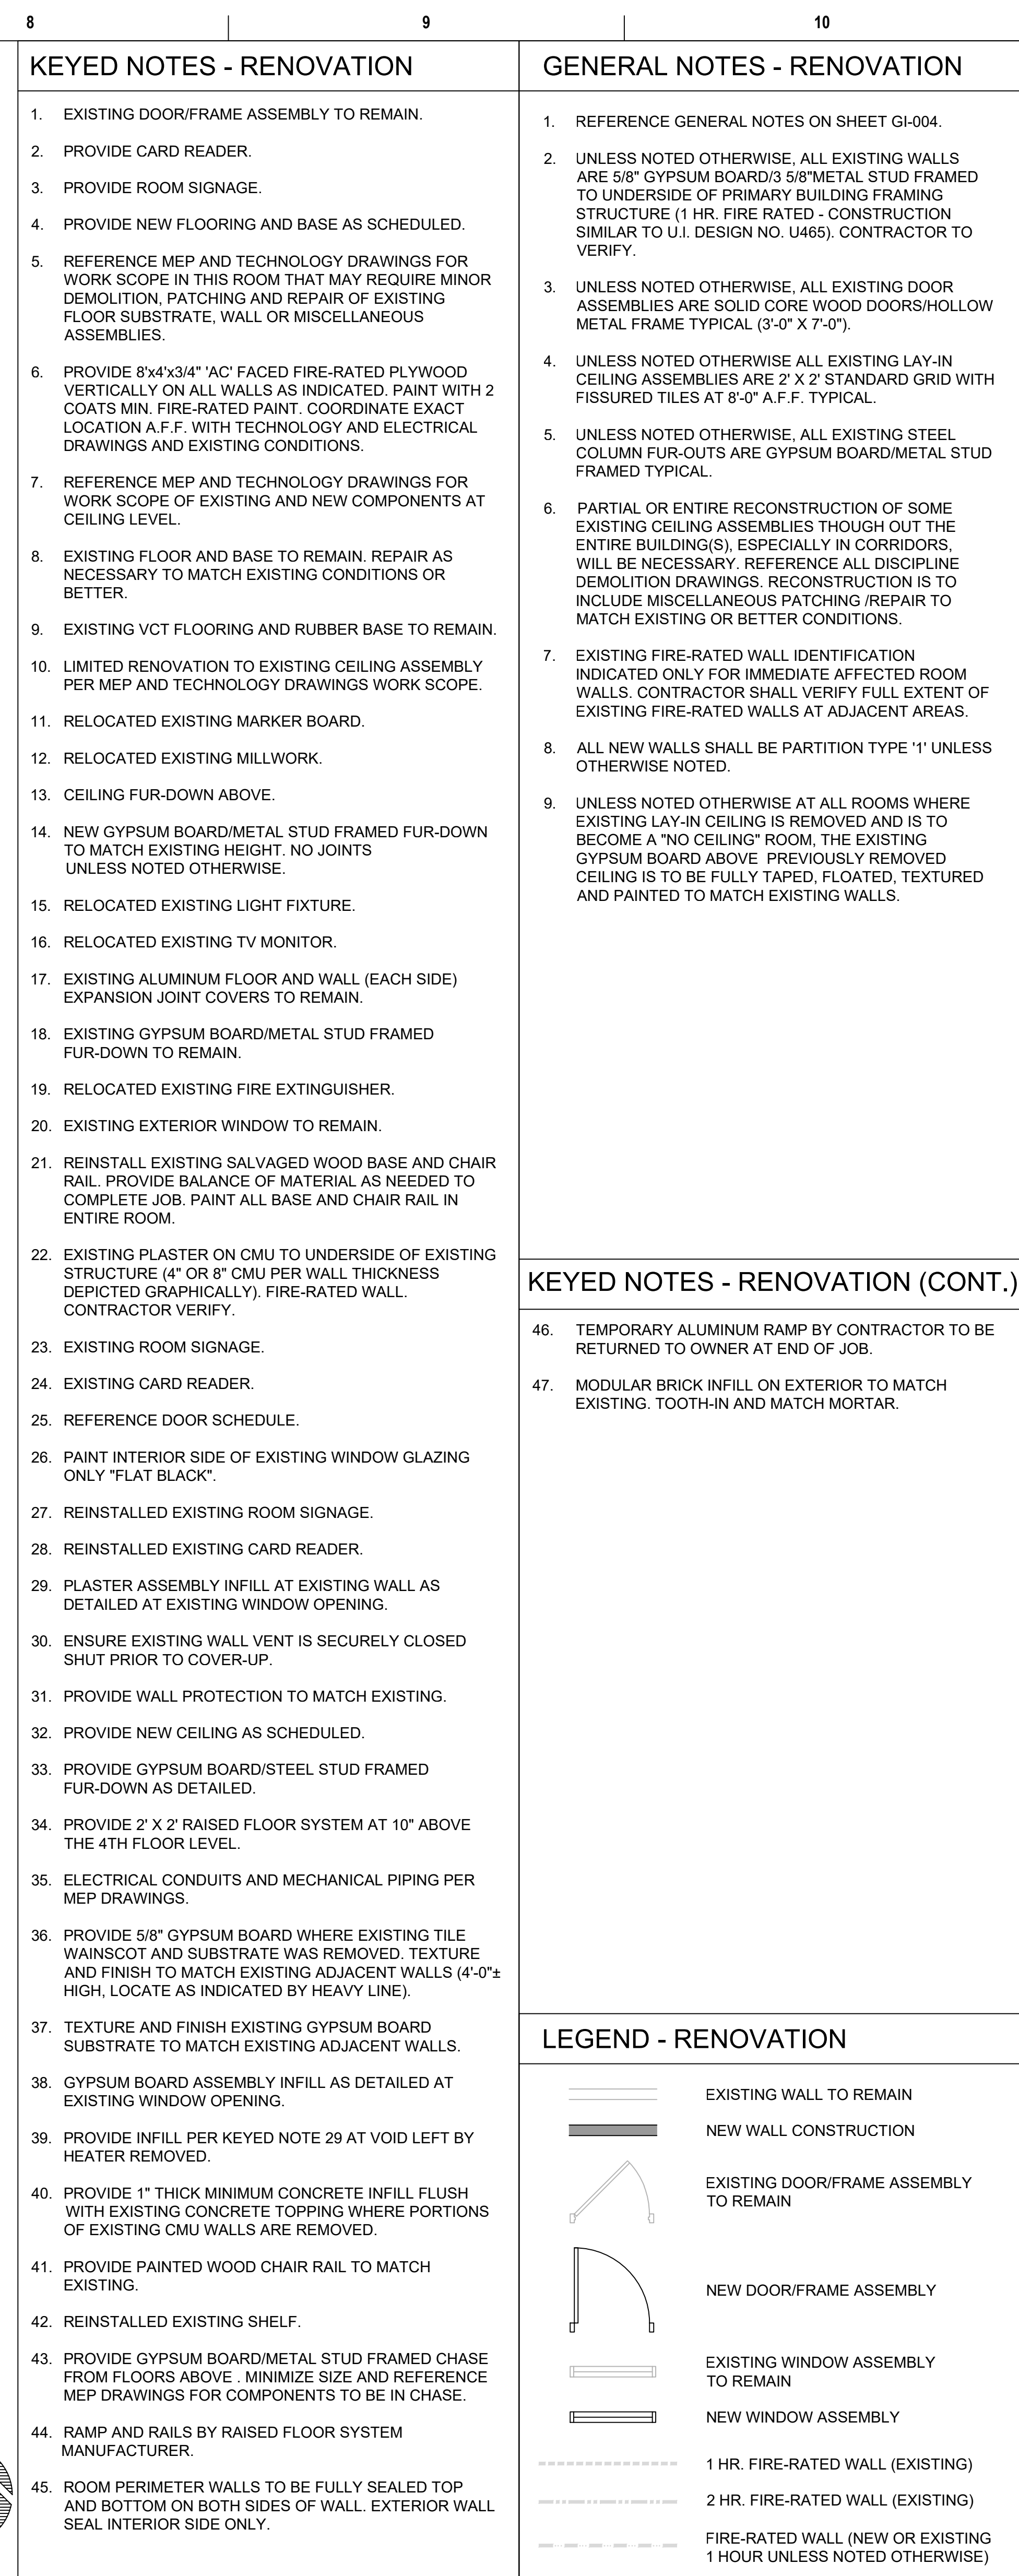 8
9
10
KEYED NOTES - RENOVATION
1. EXISTING DOOR/FRAME ASSEMBLY TO REMAIN.
2. PROVIDE CARD READER.
3. PROVIDE ROOM SIGNAGE.
4. PROVIDE NEW FLOORING AND BASE AS SCHEDULED.
5. REFERENCE MEP AND TECHNOLOGY DRAWINGS FOR
WORK SCOPE IN THIS ROOM THAT MAY REQUIRE MINOR
DEMOLITION, PATCHING AND REPAIR OF EXISTING
FLOOR SUBSTRATE, WALL OR MISCELLANEOUS
ASSEMBLIES.
6. PROVIDE 8'x4'x3/4" 'AC' FACED FIRE-RATED PLYWOOD
VERTICALLY ON ALL WALLS AS INDICATED. PAINT WITH 2
COATS MIN. FIRE-RATED PAINT. COORDINATE EXACT
LOCATION A.F.F. WITH TECHNOLOGY AND ELECTRICAL
DRAWINGS AND EXISTING CONDITIONS.
7. REFERENCE MEP AND TECHNOLOGY DRAWINGS FOR
WORK SCOPE OF EXISTING AND NEW COMPONENTS AT
CEILING LEVEL.
8. EXISTING FLOOR AND BASE TO REMAIN. REPAIR AS
NECESSARY TO MATCH EXISTING CONDITIONS OR
BETTER.
9. EXISTING VCT FLOORING AND RUBBER BASE TO REMAIN.
10. LIMITED RENOVATION TO EXISTING CEILING ASSEMBLY
PER MEP AND TECHNOLOGY DRAWINGS WORK SCOPE.
11. RELOCATED EXISTING MARKER BOARD.
12. RELOCATED EXISTING MILLWORK.
13. CEILING FUR-DOWN ABOVE.
14. NEW GYPSUM BOARD/METAL STUD FRAMED FUR-DOWN
TO MATCH EXISTING HEIGHT. NO JOINTS
UNLESS NOTED OTHERWISE.
15. RELOCATED EXISTING LIGHT FIXTURE.
16. RELOCATED EXISTING TV MONITOR.
17. EXISTING ALUMINUM FLOOR AND WALL (EACH SIDE)
EXPANSION JOINT COVERS TO REMAIN.
18. EXISTING GYPSUM BOARD/METAL STUD FRAMED
FUR-DOWN TO REMAIN.
19. RELOCATED EXISTING FIRE EXTINGUISHER.
20. EXISTING EXTERIOR WINDOW TO REMAIN.
21. REINSTALL EXISTING SALVAGED WOOD BASE AND CHAIR
RAIL. PROVIDE BALANCE OF MATERIAL AS NEEDED TO
COMPLETE JOB. PAINT ALL BASE AND CHAIR RAIL IN
ENTIRE ROOM.
22. EXISTING PLASTER ON CMU TO UNDERSIDE OF EXISTING
STRUCTURE (4" OR 8" CMU PER WALL THICKNESS
DEPICTED GRAPHICALLY). FIRE-RATED WALL.
CONTRACTOR VERIFY.
23. EXISTING ROOM SIGNAGE.
24. EXISTING CARD READER.
25. REFERENCE DOOR SCHEDULE.
26. PAINT INTERIOR SIDE OF EXISTING WINDOW GLAZING
ONLY "FLAT BLACK".
27. REINSTALLED EXISTING ROOM SIGNAGE.
28. REINSTALLED EXISTING CARD READER.
29. PLASTER ASSEMBLY INFILL AT EXISTING WALL AS
DETAILED AT EXISTING WINDOW OPENING.
30. ENSURE EXISTING WALL VENT IS SECURELY CLOSED
SHUT PRIOR TO COVER-UP.
31. PROVIDE WALL PROTECTION TO MATCH EXISTING.
32. PROVIDE NEW CEILING AS SCHEDULED.
33. PROVIDE GYPSUM BOARD/STEEL STUD FRAMED
FUR-DOWN AS DETAILED.
34. PROVIDE 2' X 2' RAISED FLOOR SYSTEM AT 10" ABOVE
THE 4TH FLOOR LEVEL.
35. ELECTRICAL CONDUITS AND MECHANICAL PIPING PER
MEP DRAWINGS.
36. PROVIDE 5/8" GYPSUM BOARD WHERE EXISTING TILE
WAINSCOT AND SUBSTRATE WAS REMOVED. TEXTURE
AND FINISH TO MATCH EXISTING ADJACENT WALLS (4'-0"±
HIGH, LOCATE AS INDICATED BY HEAVY LINE).
37. TEXTURE AND FINISH EXISTING GYPSUM BOARD
SUBSTRATE TO MATCH EXISTING ADJACENT WALLS.
38. GYPSUM BOARD ASSEMBLY INFILL AS DETAILED AT
EXISTING WINDOW OPENING.
39. PROVIDE INFILL PER KEYED NOTE 29 AT VOID LEFT BY
HEATER REMOVED.
40. PROVIDE 1" THICK MINIMUM CONCRETE INFILL FLUSH
WITH EXISTING CONCRETE TOPPING WHERE PORTIONS
OF EXISTING CMU WALLS ARE REMOVED.
41. PROVIDE PAINTED WOOD CHAIR RAIL TO MATCH
EXISTING.
42. REINSTALLED EXISTING SHELF.
43. PROVIDE GYPSUM BOARD/METAL STUD FRAMED CHASE
FROM FLOORS ABOVE . MINIMIZE SIZE AND REFERENCE
MEP DRAWINGS FOR COMPONENTS TO BE IN CHASE.
44. RAMP AND RAILS BY RAISED FLOOR SYSTEM
MANUFACTURER.
45. ROOM PERIMETER WALLS TO BE FULLY SEALED TOP
AND BOTTOM ON BOTH SIDES OF WALL. EXTERIOR WALL
SEAL INTERIOR SIDE ONLY.
GENERAL NOTES - RENOVATION
1. REFERENCE GENERAL NOTES ON SHEET GI-004.
2. UNLESS NOTED OTHERWISE, ALL EXISTING WALLS
ARE 5/8" GYPSUM BOARD/3 5/8"METAL STUD FRAMED
TO UNDERSIDE OF PRIMARY BUILDING FRAMING
STRUCTURE (1 HR. FIRE RATED - CONSTRUCTION
SIMILAR TO U.I. DESIGN NO. U465). CONTRACTOR TO
VERIFY.
3. UNLESS NOTED OTHERWISE, ALL EXISTING DOOR
ASSEMBLIES ARE SOLID CORE WOOD DOORS/HOLLOW
METAL FRAME TYPICAL (3'-0" X 7'-0").
4. UNLESS NOTED OTHERWISE ALL EXISTING LAY-IN
CEILING ASSEMBLIES ARE 2' X 2' STANDARD GRID WITH
FISSURED TILES AT 8'-0" A.F.F. TYPICAL.
5. UNLESS NOTED OTHERWISE, ALL EXISTING STEEL
COLUMN FUR-OUTS ARE GYPSUM BOARD/METAL STUD
FRAMED TYPICAL.
6. PARTIAL OR ENTIRE RECONSTRUCTION OF SOME
EXISTING CEILING ASSEMBLIES THOUGH OUT THE
ENTIRE BUILDING(S), ESPECIALLY IN CORRIDORS,
WILL BE NECESSARY. REFERENCE ALL DISCIPLINE
DEMOLITION DRAWINGS. RECONSTRUCTION IS TO
INCLUDE MISCELLANEOUS PATCHING /REPAIR TO
MATCH EXISTING OR BETTER CONDITIONS.
7. EXISTING FIRE-RATED WALL IDENTIFICATION
INDICATED ONLY FOR IMMEDIATE AFFECTED ROOM
WALLS. CONTRACTOR SHALL VERIFY FULL EXTENT OF
EXISTING FIRE-RATED WALLS AT ADJACENT AREAS.
8. ALL NEW WALLS SHALL BE PARTITION TYPE '1' UNLESS
OTHERWISE NOTED.
9. UNLESS NOTED OTHERWISE AT ALL ROOMS WHERE
EXISTING LAY-IN CEILING IS REMOVED AND IS TO
BECOME A "NO CEILING" ROOM, THE EXISTING
GYPSUM BOARD ABOVE PREVIOUSLY REMOVED
CEILING IS TO BE FULLY TAPED, FLOATED, TEXTURED
AND PAINTED TO MATCH EXISTING WALLS.
KEYED NOTES - RENOVATION (CONT.)
46. TEMPORARY ALUMINUM RAMP BY CONTRACTOR TO BE
RETURNED TO OWNER AT END OF JOB.
47. MODULAR BRICK INFILL ON EXTERIOR TO MATCH
EXISTING. TOOTH-IN AND MATCH MORTAR.
LEGEND - RENOVATION
EXISTING WALL TO REMAIN
NEW WALL CONSTRUCTION
EXISTING DOOR/FRAME ASSEMBLY
TO REMAIN
NEW DOOR/FRAME ASSEMBLY
EXISTING WINDOW ASSEMBLY
TO REMAIN
NEW WINDOW ASSEMBLY
1 HR. FIRE-RATED WALL (EXISTING)
2 HR. FIRE-RATED WALL (EXISTING)
FIRE-RATED WALL (NEW OR EXISTING
1 HOUR UNLESS NOTED OTHERWISE)